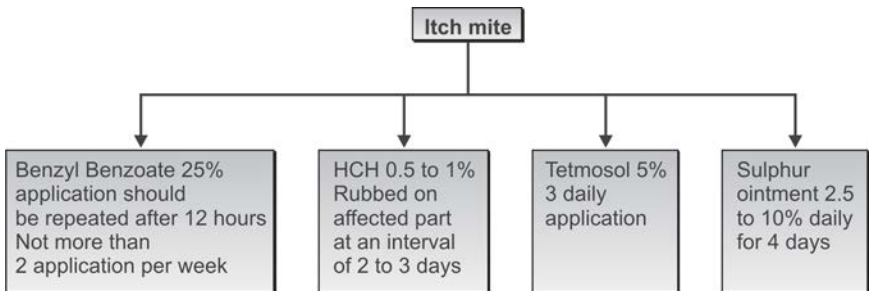 Itch mite
Benzyl Benzoate 25%
application should
be repeated after 12 hours
Not more than
2 application per week
HCH 0.5 to 1%
Rubbed on
affected part
at an interval
of 2 to 3 days
Tetmosol 5%
3 daily
application
Sulphur
ointment 2.5
to 10% daily
for 4 days